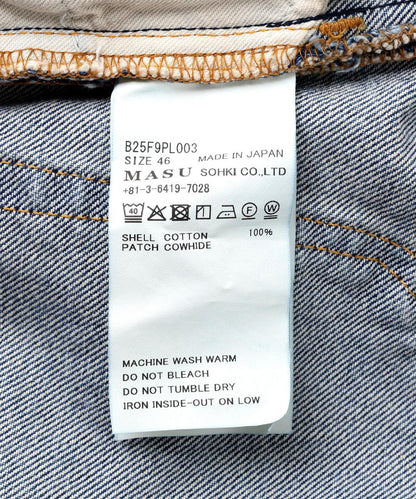 B25F9PL003
SIZE 46 MADE IN JAPAN
MASU SOHKI CO.,LTD
+81-3-6419-7028
40 F W
SHELL COTTON 100%
PATCH COWHIDE
MACHINE WASH WARM
DO NOT BLEACH
DO NOT TUMBLE DRY
IRON INSIDE-OUT ON LOW